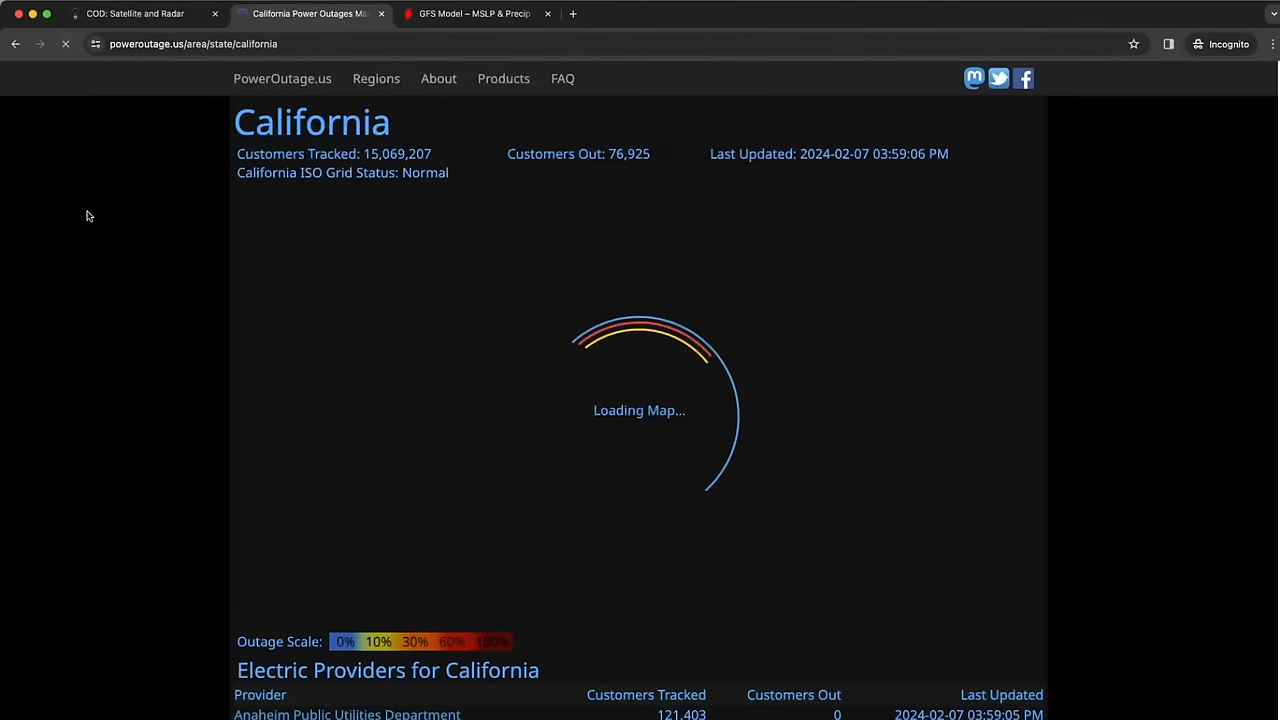 COD: Satellite and Radar
California Power Outages Ma
GFS Model – MSLP & Precip
poweroutage.us/area/state/california
Incognito
PowerOutage.us
Regions
About
Products
FAQ
California
Customers Tracked: 15,069,207
Customers Out: 76,925
Last Updated: 2024-02-07 03:59:06 PM
California ISO Grid Status: Normal
Loading Map...
Outage Scale: 0% 10% 30% 60% 100%
Electric Providers for California
Provider Customers Tracked Customers Out Last Updated
Anaheim Public Utilities Department 121,403 0 2024-02-07 03:59:05 PM